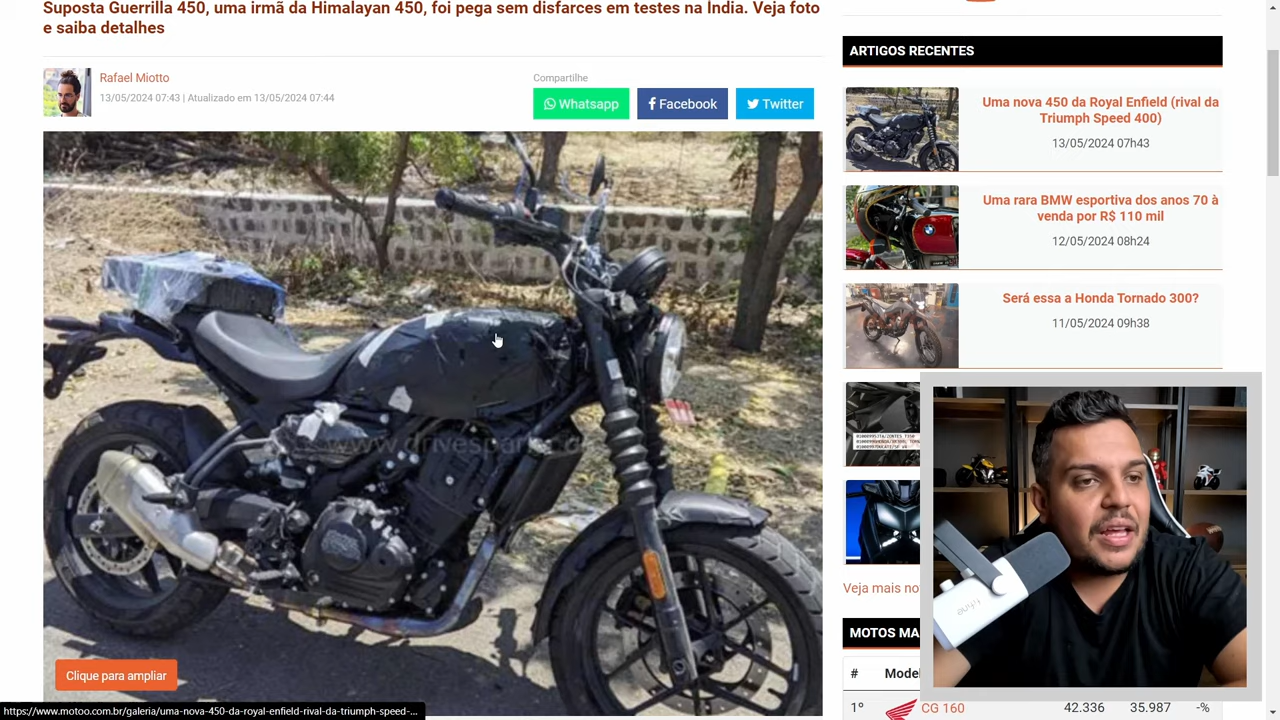 Suposta Guerrilla 450, uma irmã da Himalayan 450, foi pega sem disfarces em testes na Índia. Veja foto
e saiba detalhes
Rafael Miotto
13/05/2024 07:43 | Atualizado em 13/05/2024 07:44
Compartilhe
Whatsapp
Facebook
Twitter
Clique para ampliar
https://www.motoo.com.br/galeria/uma-nova-450-da-royal-enfield-rival-da-triumph-speed-...
ARTIGOS RECENTES
Uma nova 450 da Royal Enfield (rival da
Triumph Speed 400)
13/05/2024 07h43
Uma rara BMW esportiva dos anos 70 à
venda por R$ 110 mil
12/05/2024 08h24
Será essa a Honda Tornado 300?
11/05/2024 09h38
Veja mais no
MOTOS MA
# Model
1º CG 160 42.336 35.987 -%